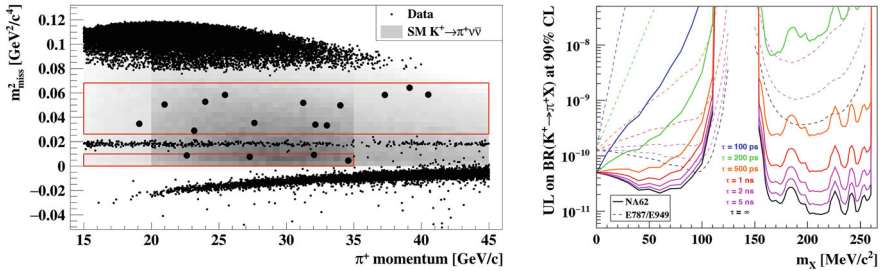 m²miss [GeV²/c⁴]
0.12
0.1
0.08
0.06
0.04
0.02
0
−0.02
−0.04
Data
SM K⁺→π⁺νν̄
15 20 25 30 35 40 45
π⁺ momentum [GeV/c]
UL on BR(K⁺→π⁺X) at 90% CL
10⁻⁸
10⁻⁹
10⁻¹⁰
10⁻¹¹
τ = 100 ps
τ = 200 ps
τ = 500 ps
τ = 1 ns
τ = 2 ns
τ = 5 ns
τ = ∞
NA62
E787/E949
0 50 100 150 200 250
mX [MeV/c²]